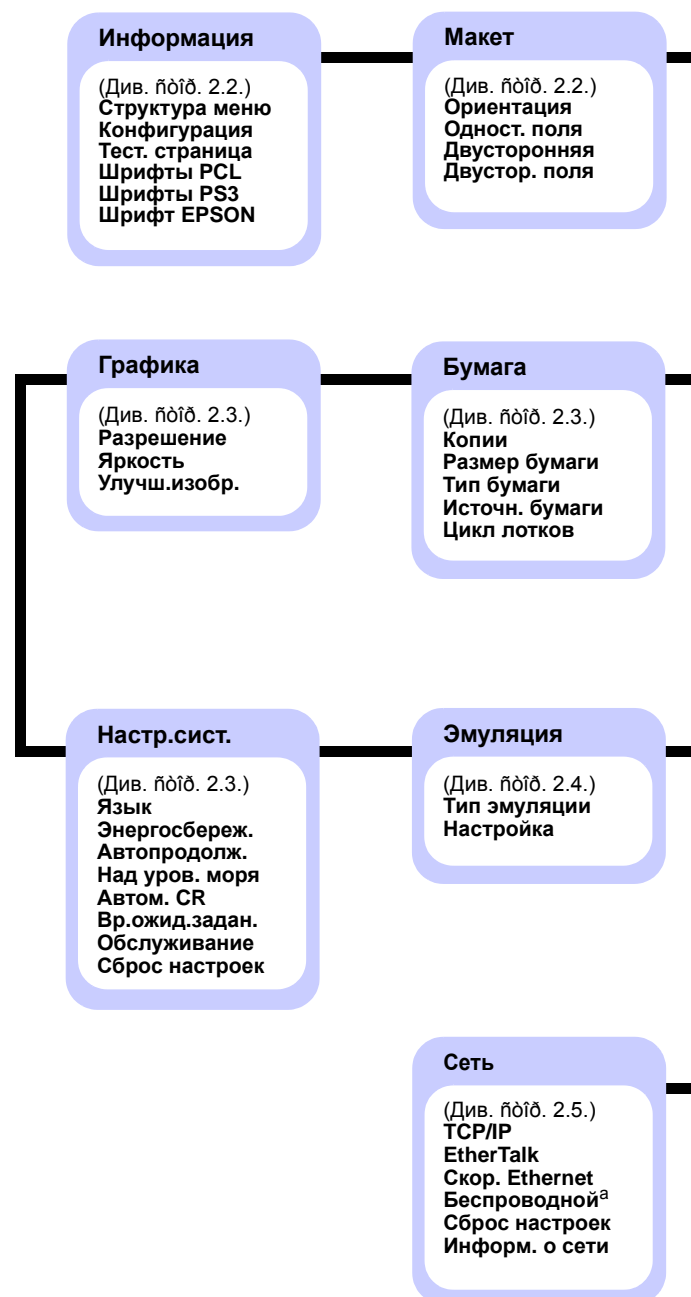 Информация
(Див. ñòîð. 2.2.)
Структура меню
Конфигурация
Тест. страница
Шрифты PCL
Шрифты PS3
Шрифт EPSON
Макет
(Див. ñòîð. 2.2.)
Ориентация
Одност. поля
Двусторонняя
Двустор. поля
Графика
(Див. ñòîð. 2.3.)
Разрешение
Яркость
Улучш.изобр.
Бумага
(Див. ñòîð. 2.3.)
Копии
Размер бумаги
Тип бумаги
Источн. бумаги
Цикл лотков
Настр.сист.
(Див. ñòîð. 2.3.)
Язык
Энергосбереж.
Автопродолж.
Над уров. моря
Автом. CR
Вр.ожид.задан.
Обслуживание
Сброс настроек
Эмуляция
(Див. ñòîð. 2.4.)
Тип эмуляции
Настройка
Сеть
(Див. ñòîð. 2.5.)
TCP/IP
EtherTalk
Скор. Ethernet
Беспроводнойa
Сброс настроек
Информ. о сети